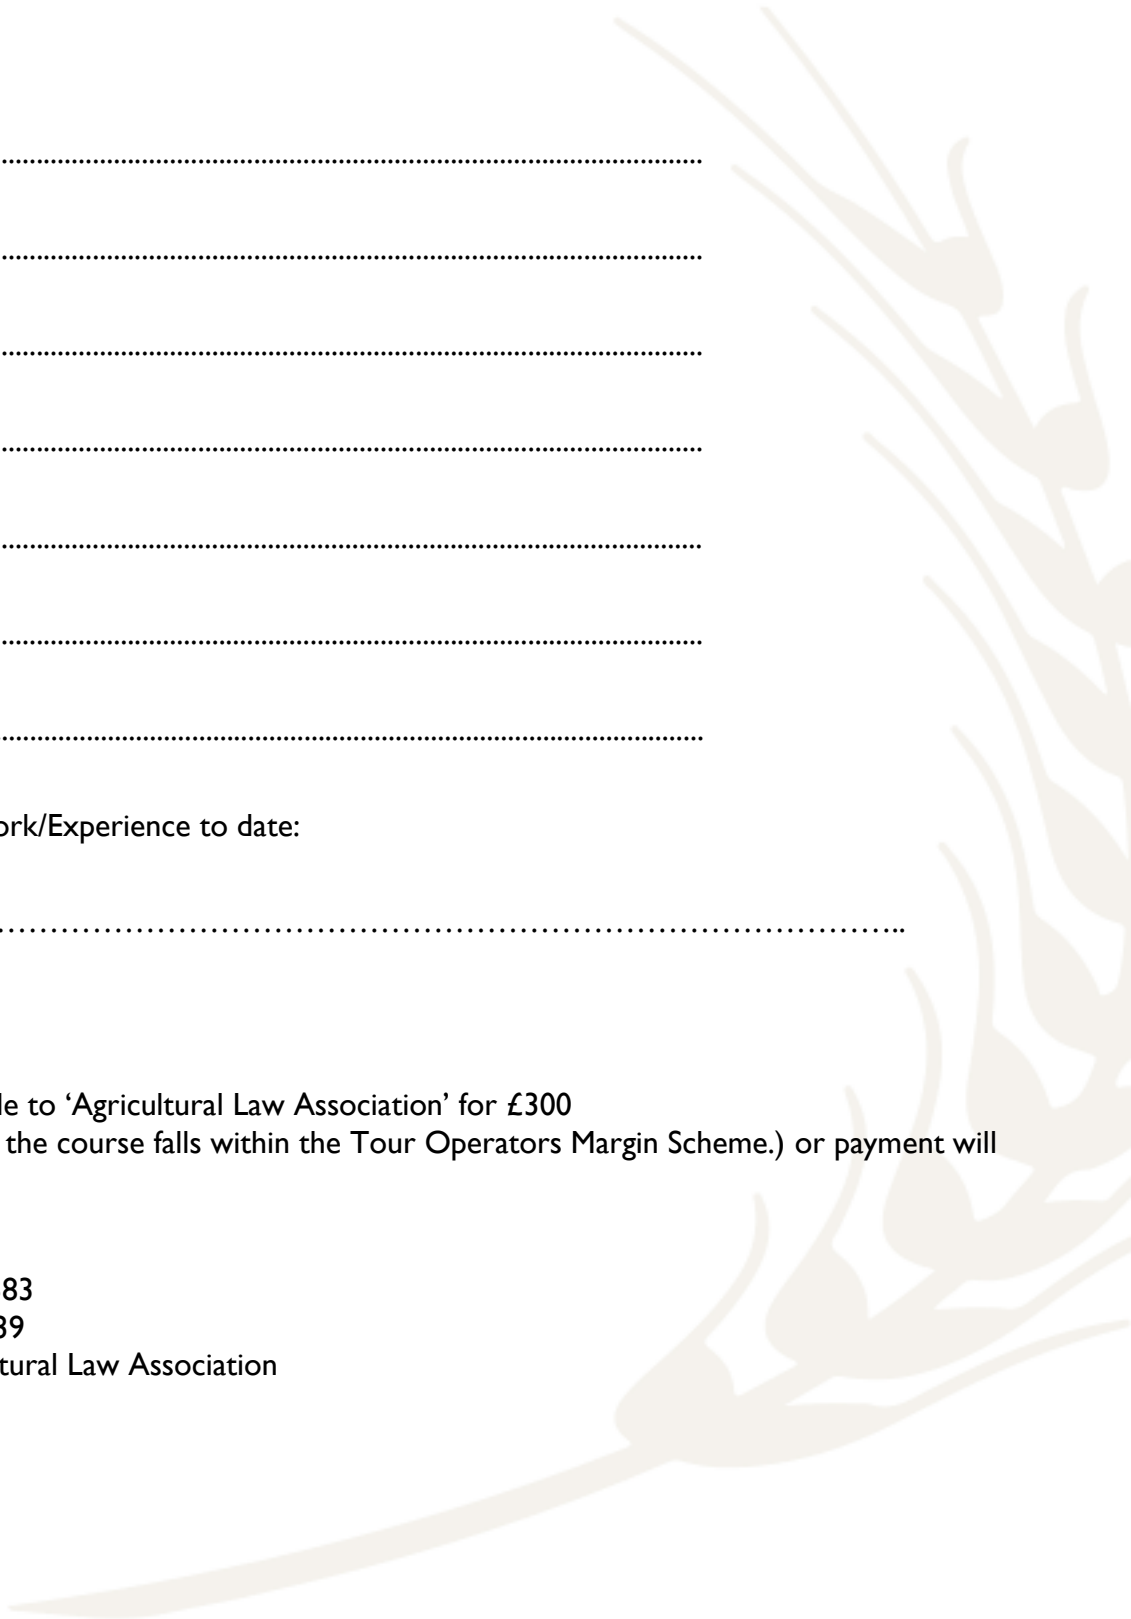 ............................................................................................................
............................................................................................................
............................................................................................................
............................................................................................................
............................................................................................................
............................................................................................................
............................................................................................................
ork/Experience to date:
…………………………………………………………………………………..
le to ‘Agricultural Law Association’ for £300
the course falls within the Tour Operators Margin Scheme.) or payment will
83
39
tural Law Association